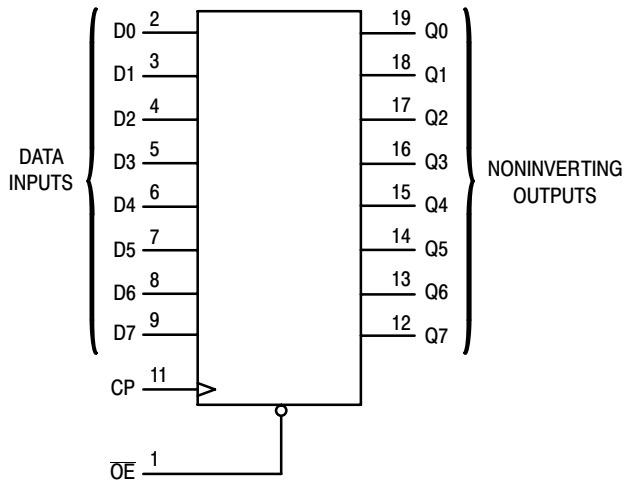 D0 2 19 Q0
D1 3 18 Q1
D2 4 17 Q2
D3 5 16 Q3
DATA
INPUTS
NONINVERTING
OUTPUTS
D4 6 15 Q4
D5 7 14 Q5
D6 8 13 Q6
D7 9 12 Q7
CP 11
O̅E̅ 1